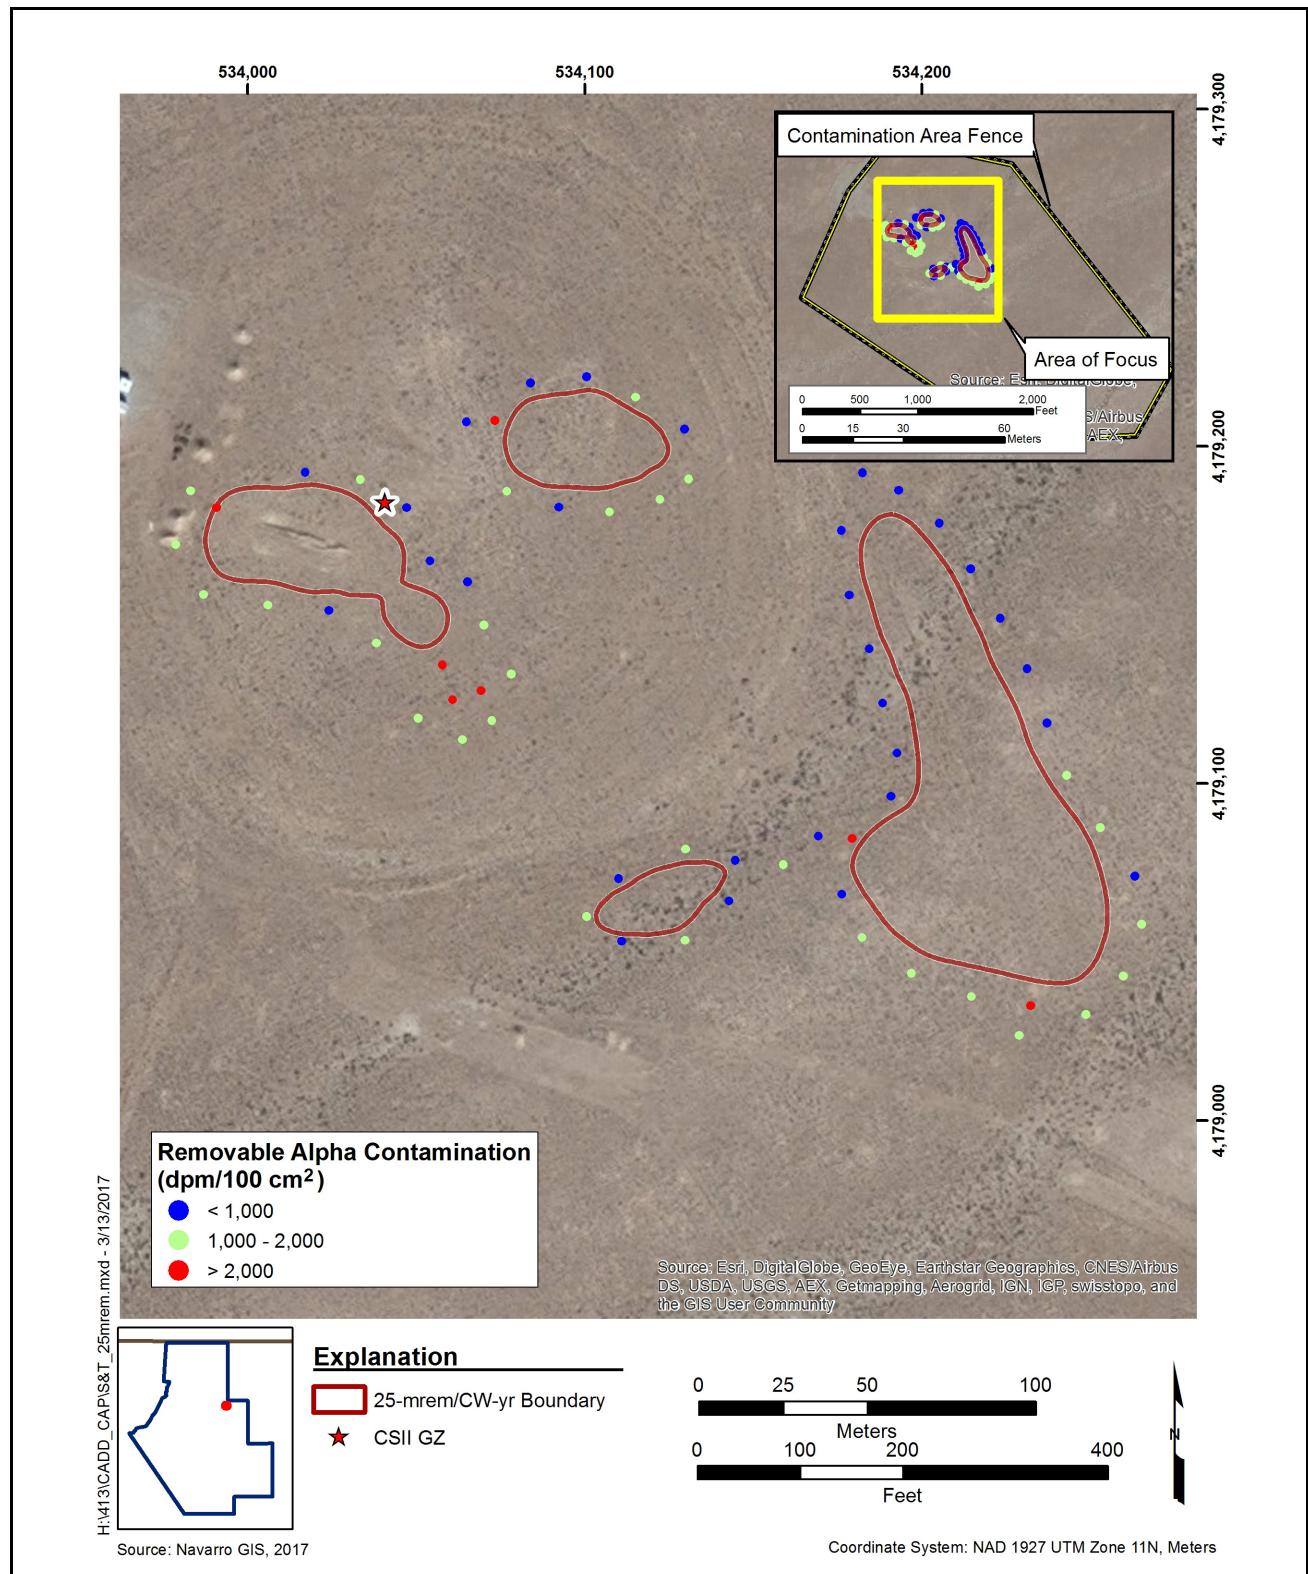 534,000
534,100
534,200
4,179,300
4,179,200
4,179,100
4,179,000
Contamination Area Fence
Area of Focus
0 500 1,000 2,000
Feet
0 15 30 60
Meters
Source: Esri, DigitalGlobe,
S/Airbus
AEX,
Removable Alpha Contamination
(dpm/100 cm²)
< 1,000
1,000 - 2,000
> 2,000
Source: Esri, DigitalGlobe, GeoEye, Earthstar Geographics, CNES/Airbus
DS, USDA, USGS, AEX, Getmapping, Aerogrid, IGN, IGP, swisstopo, and
the GIS User Community
H:\413\CADD_CAP\S&T_25mrem.mxd - 3/13/2017
Explanation
25-mrem/CW-yr Boundary
CSII GZ
0 25 50 100
Meters
0 100 200 400
Feet
N
Source: Navarro GIS, 2017
Coordinate System: NAD 1927 UTM Zone 11N, Meters